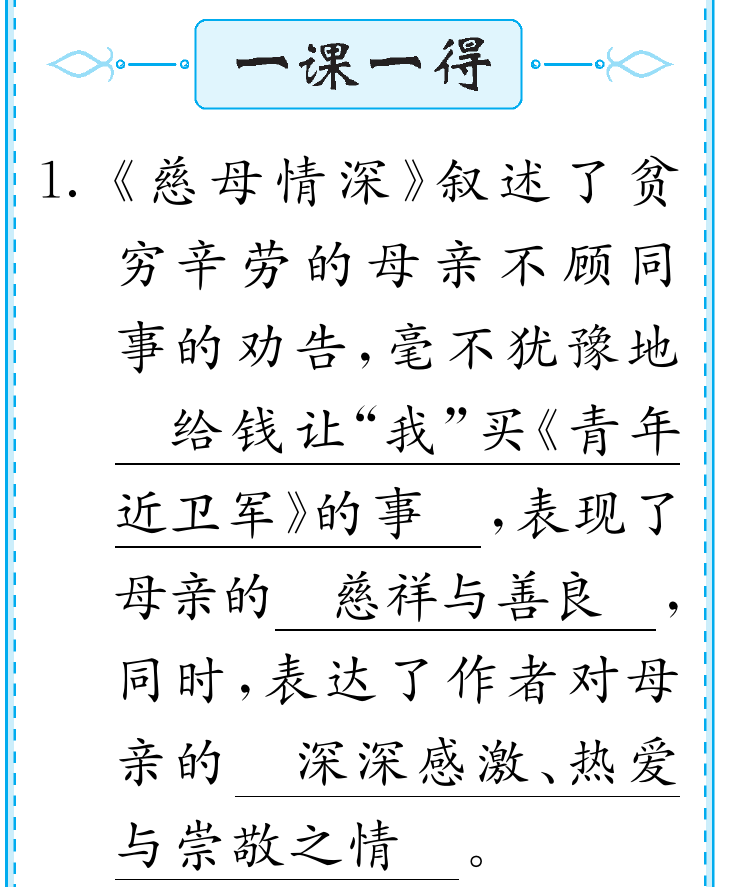 一课一得
1.《慈母情深》叙述了贫
穷辛劳的母亲不顾同
事的劝告,毫不犹豫地
给钱让“我”买《青年
近卫军》的事,表现了
母亲的 慈祥与善良,
同时,表达了作者对母
亲的 深深感激、热爱
与崇敬之情。